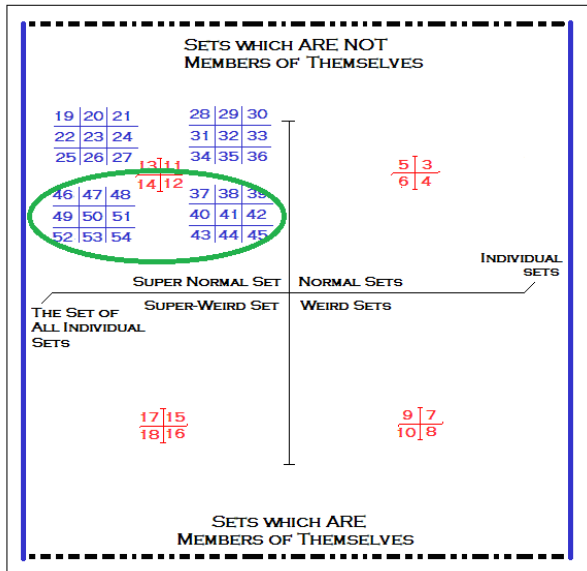 Sets which ARE NOT
Members of Themselves
19 20 21 28 29 30
22 23 24 31 32 33
25 26 27 34 35 36
13 11 5 3
14 12 6 4
46 47 48 37 38 39
49 50 51 40 41 42
52 53 54 43 44 45
Individual
sets
Super Normal Set Normal Sets
Super-Weird Set Weird Sets
The Set of
All Individual
Sets
17 15 9 7
18 16 10 8
Sets which ARE
Members of Themselves